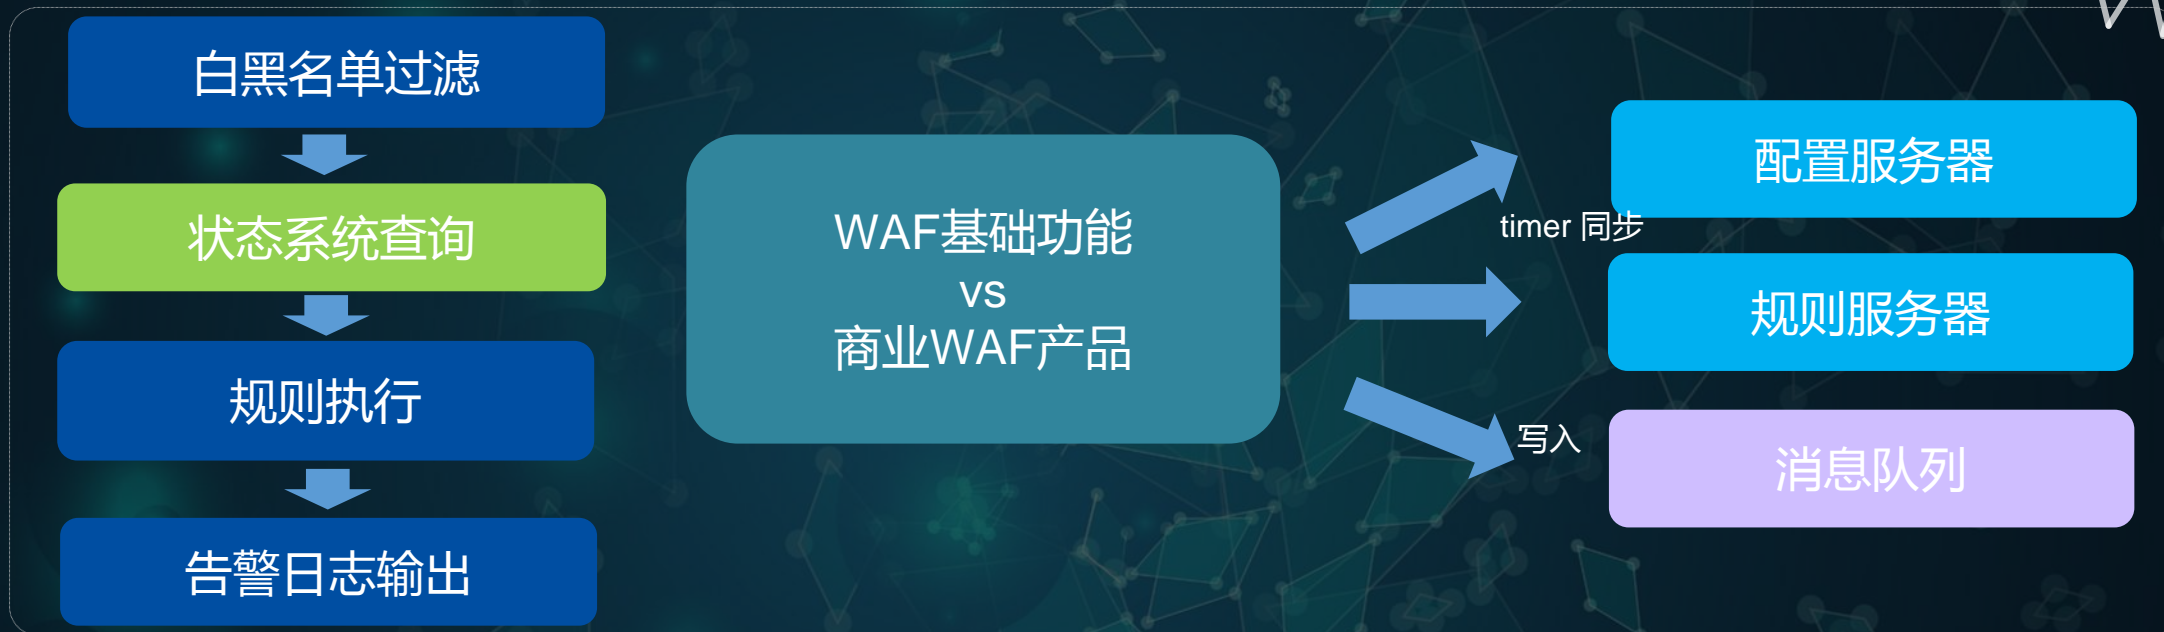 白黑名单过滤
状态系统查询
规则执行
告警日志输出
WAF基础功能
vs
商业WAF产品
timer 同步
写入
配置服务器
规则服务器
消息队列